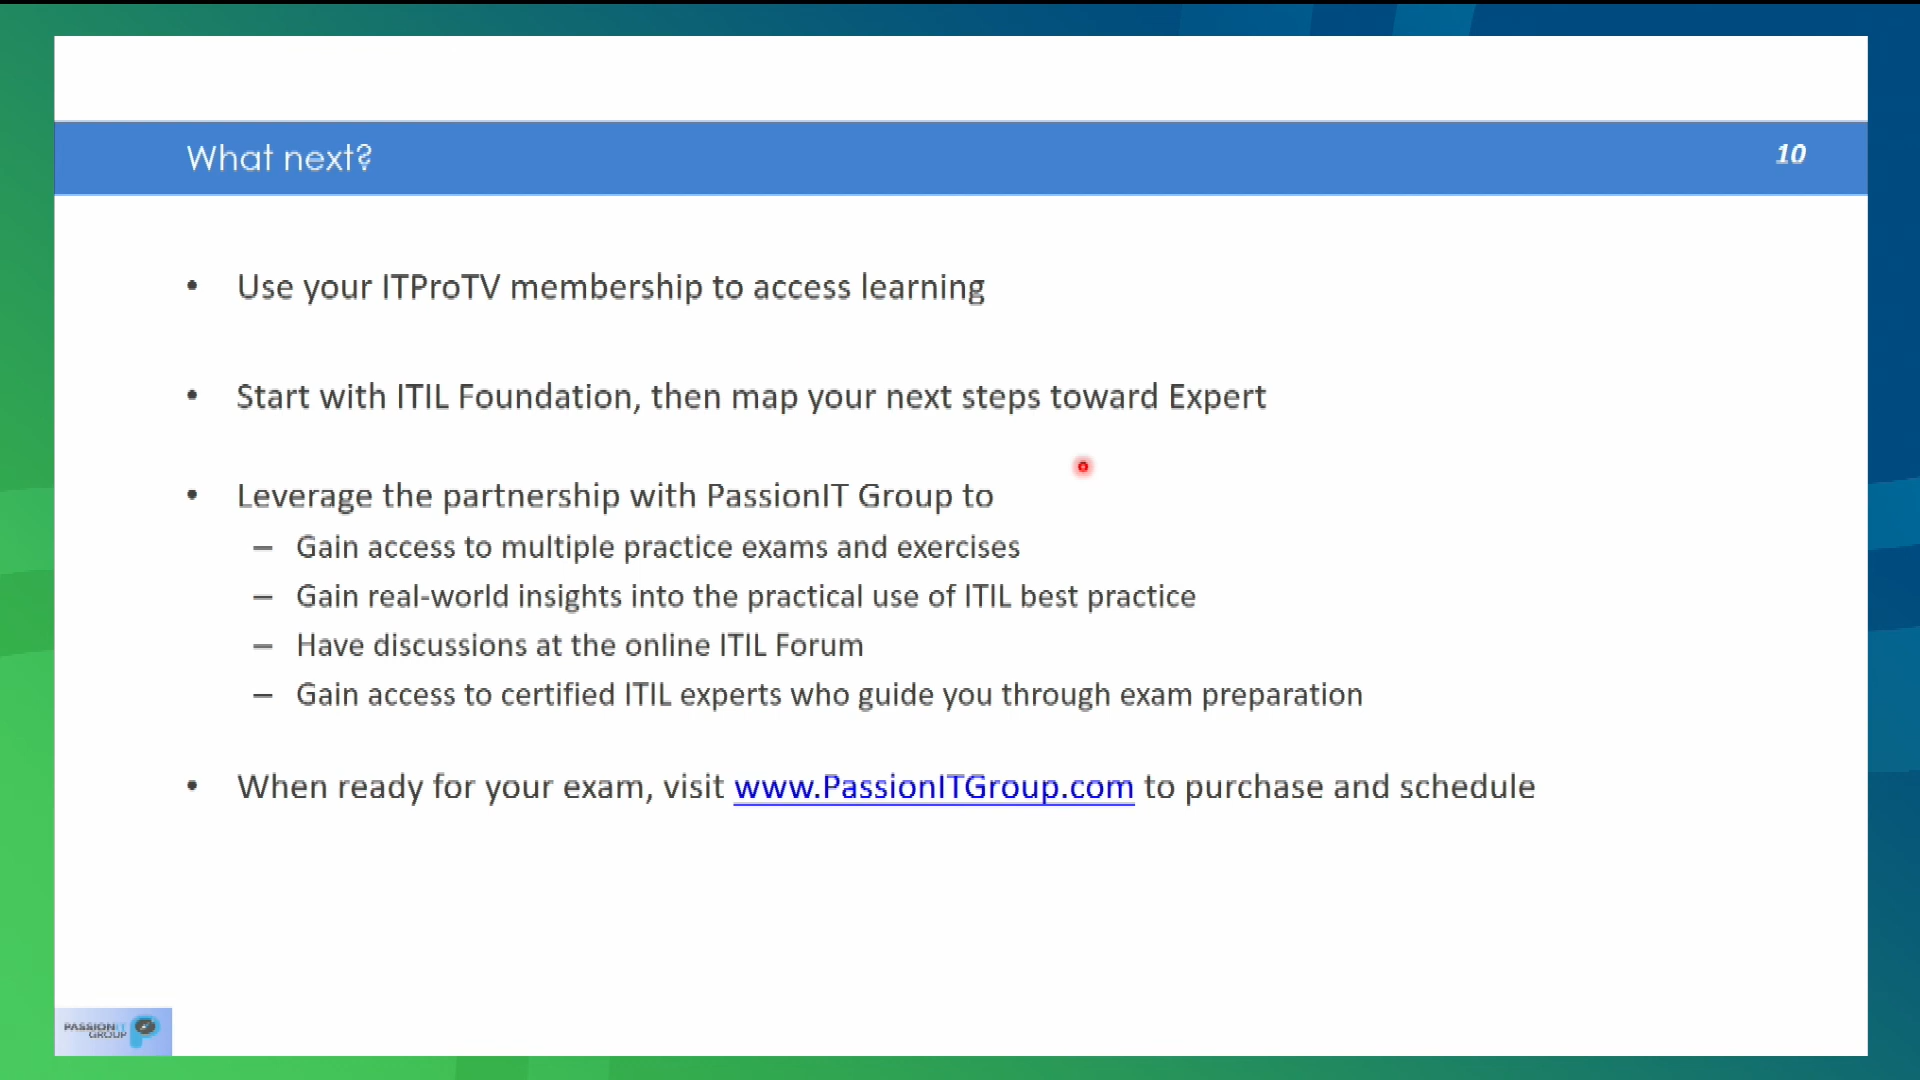 What next?
10
• Use your ITProTV membership to access learning
• Start with ITIL Foundation, then map your next steps toward Expert
• Leverage the partnership with PassionIT Group to
– Gain access to multiple practice exams and exercises
– Gain real-world insights into the practical use of ITIL best practice
– Have discussions at the online ITIL Forum
– Gain access to certified ITIL experts who guide you through exam preparation
• When ready for your exam, visit www.PassionITGroup.com to purchase and schedule
PASSIONIT
GROUP